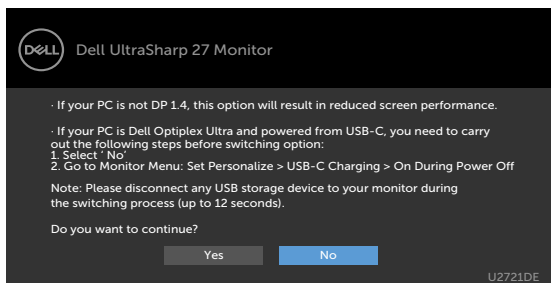 DELL
Dell UltraSharp 27 Monitor
· If your PC is not DP 1.4, this option will result in reduced screen performance.
· If your PC is Dell Optiplex Ultra and powered from USB-C, you need to carry
out the following steps before switching option:
1. Select ‘ No’
2. Go to Monitor Menu: Set Personalize > USB-C Charging > On During Power Off
Note: Please disconnect any USB storage device to your monitor during
the switching process (up to 12 seconds).
Do you want to continue?
Yes
No
U2721DE